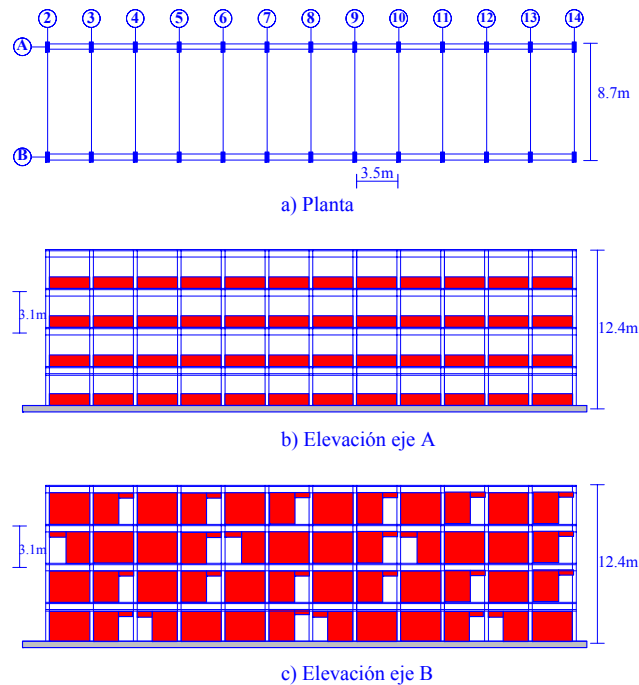 2 3 4 5 6 7 8 9 10 11 12 13 14
A
8.7m
B
3.5m
a) Planta
3.1m
12.4m
b) Elevación eje A
3.1m
12.4m
c) Elevación eje B